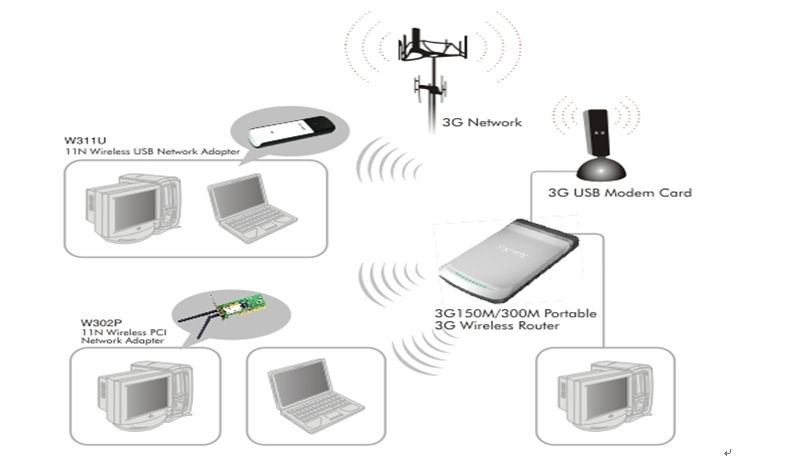 3G Network
W311U
11N Wireless USB Network Adapter
3G USB Modem Card
3G150M/300M Portable
3G Wireless Router
W302P
11N Wireless PCI
Network Adapter